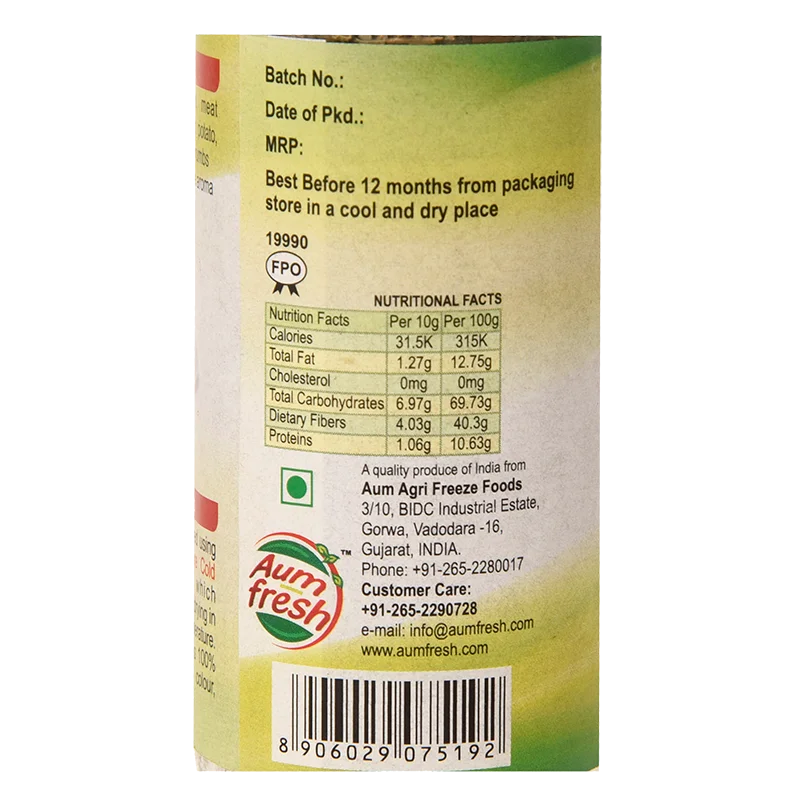 meat
potato,
aroma
Batch No.:
Date of Pkd.:
MRP:
Best Before 12 months from packaging
store in a cool and dry place
19990
FPO
NUTRITIONAL FACTS
Nutrition Facts Per 10g Per 100g
Calories 31.5K 315K
Total Fat 1.27g 12.75g
Cholesterol 0mg 0mg
Total Carbohydrates 6.97g 69.73g
Dietary Fibers 4.03g 40.3g
Proteins 1.06g 10.63g
A quality produce of India from
Aum Agri Freeze Foods
3/10, BIDC Industrial Estate,
Gorwa, Vadodara -16,
Gujarat, INDIA.
Phone: +91-265-2280017
Customer Care:
+91-265-2290728
e-mail: info@aumfresh.com
www.aumfresh.com
Aum
fresh
TM
using
Cold
which
in
100%
colour,
8 906029 075192